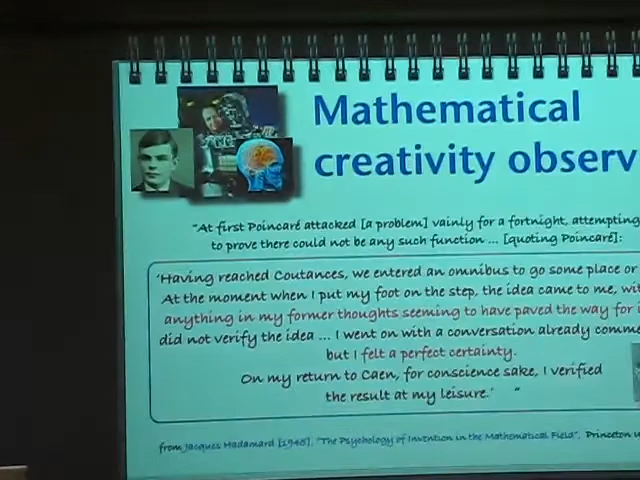 Mathematical
creativity observ
"At first Poincaré attacked [a problem] vainly for a fortnight, attempting
to prove there could not be any such function ... [quoting Poincaré]:
'Having reached Coutances, we entered an omnibus to go some place or
At the moment when I put my foot on the step, the idea came to me, wit
anything in my former thoughts seeming to have paved the way for i
did not verify the idea ... I went on with a conversation already comme
but I felt a perfect certainty.
On my return to Caen, for conscience sake, I verified
the result at my leisure.' "
from Jacques Hadamard [1945], "The Psychology of Invention in the Mathematical Field", Princeton u